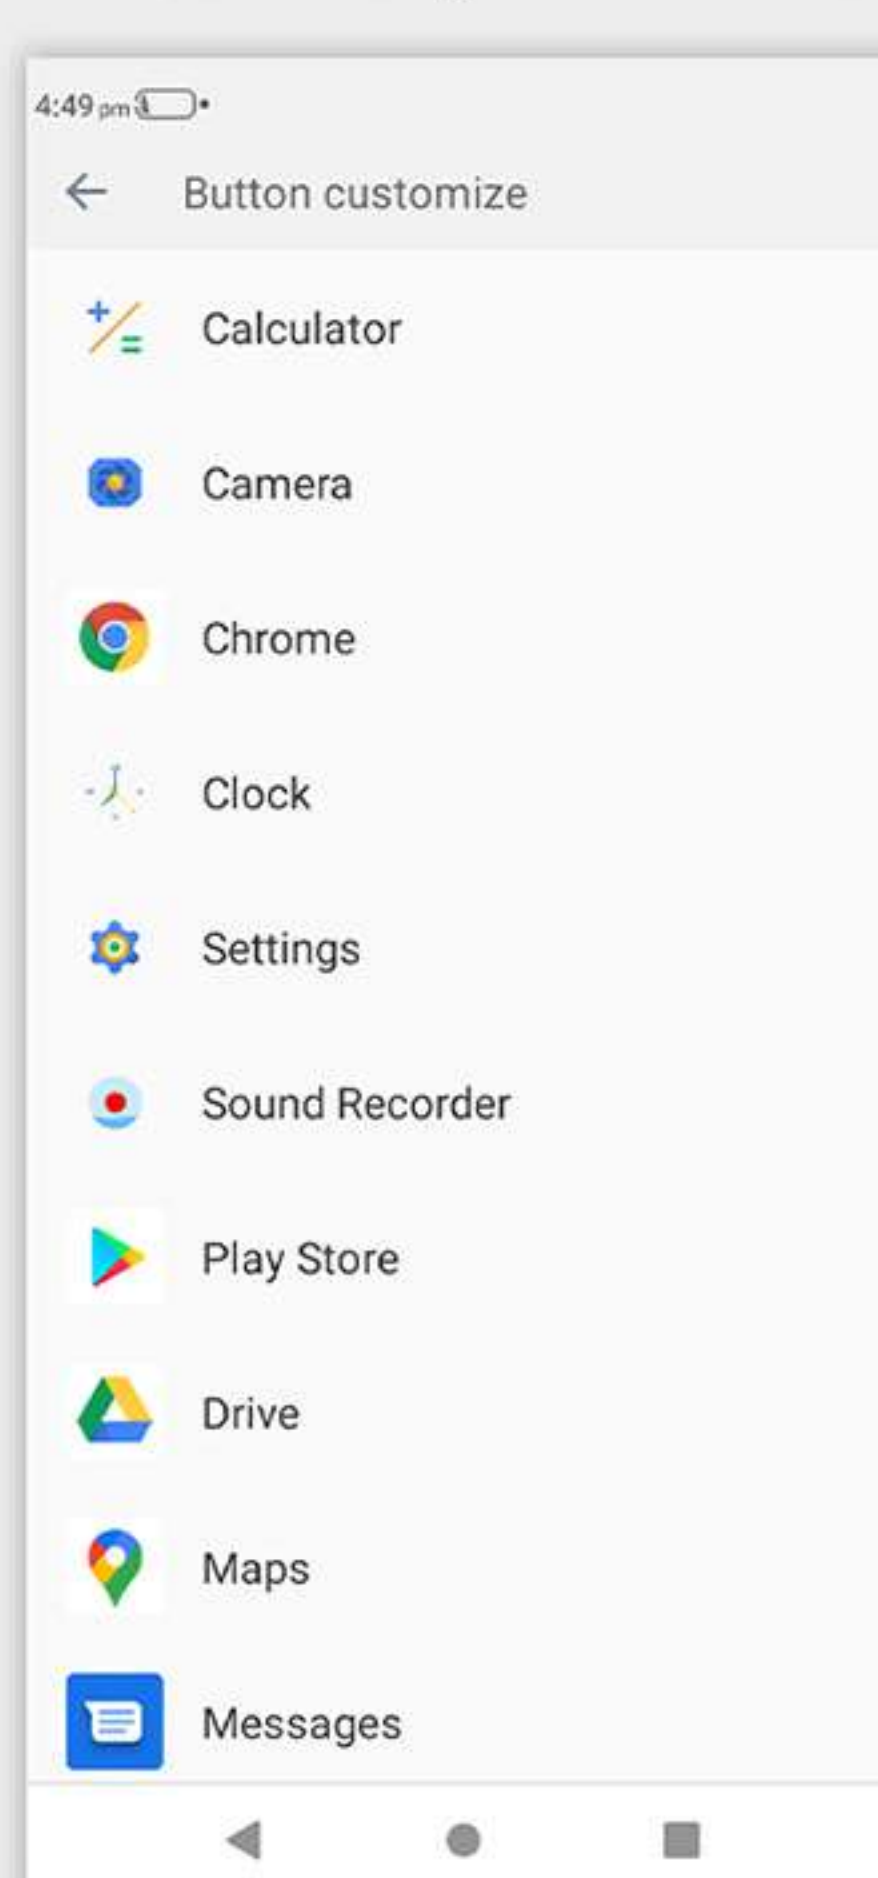 4:49 pm
Button customize
Calculator
Camera
Chrome
Clock
Settings
Sound Recorder
Play Store
Drive
Maps
Messages